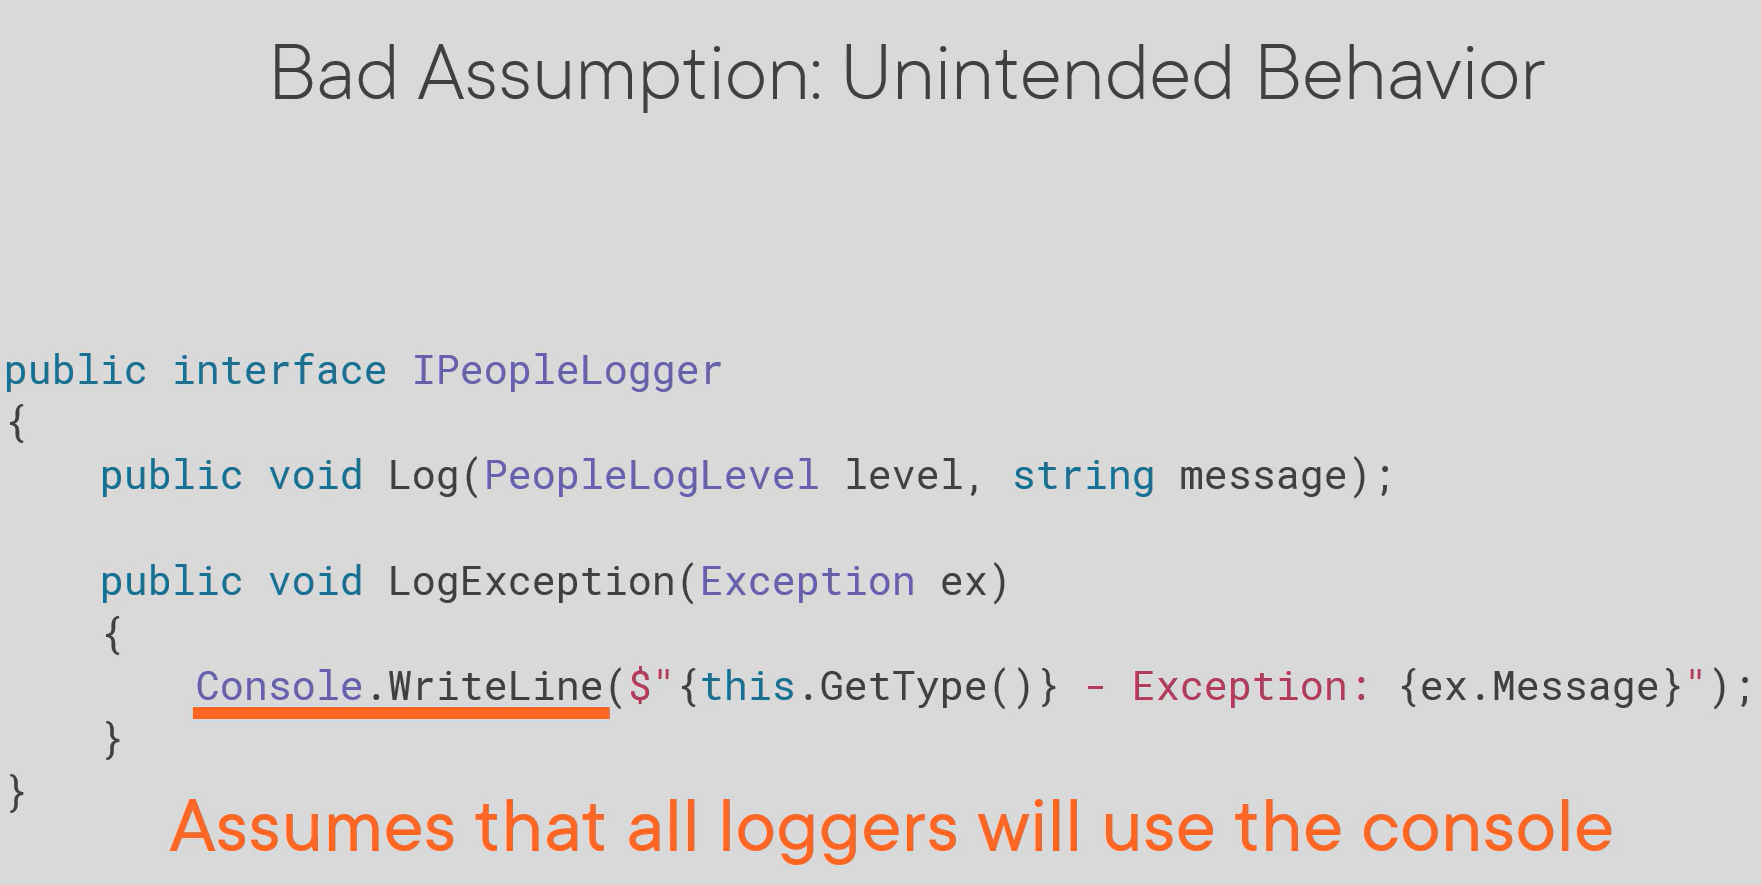 Bad Assumption: Unintended Behavior
public interface IPeopleLogger
{
    public void Log(PeopleLogLevel level, string message);
    public void LogException(Exception ex)
    {
        Console.WriteLine($"{this.GetType()} - Exception: {ex.Message}");
    }
}
Assumes that all loggers will use the console